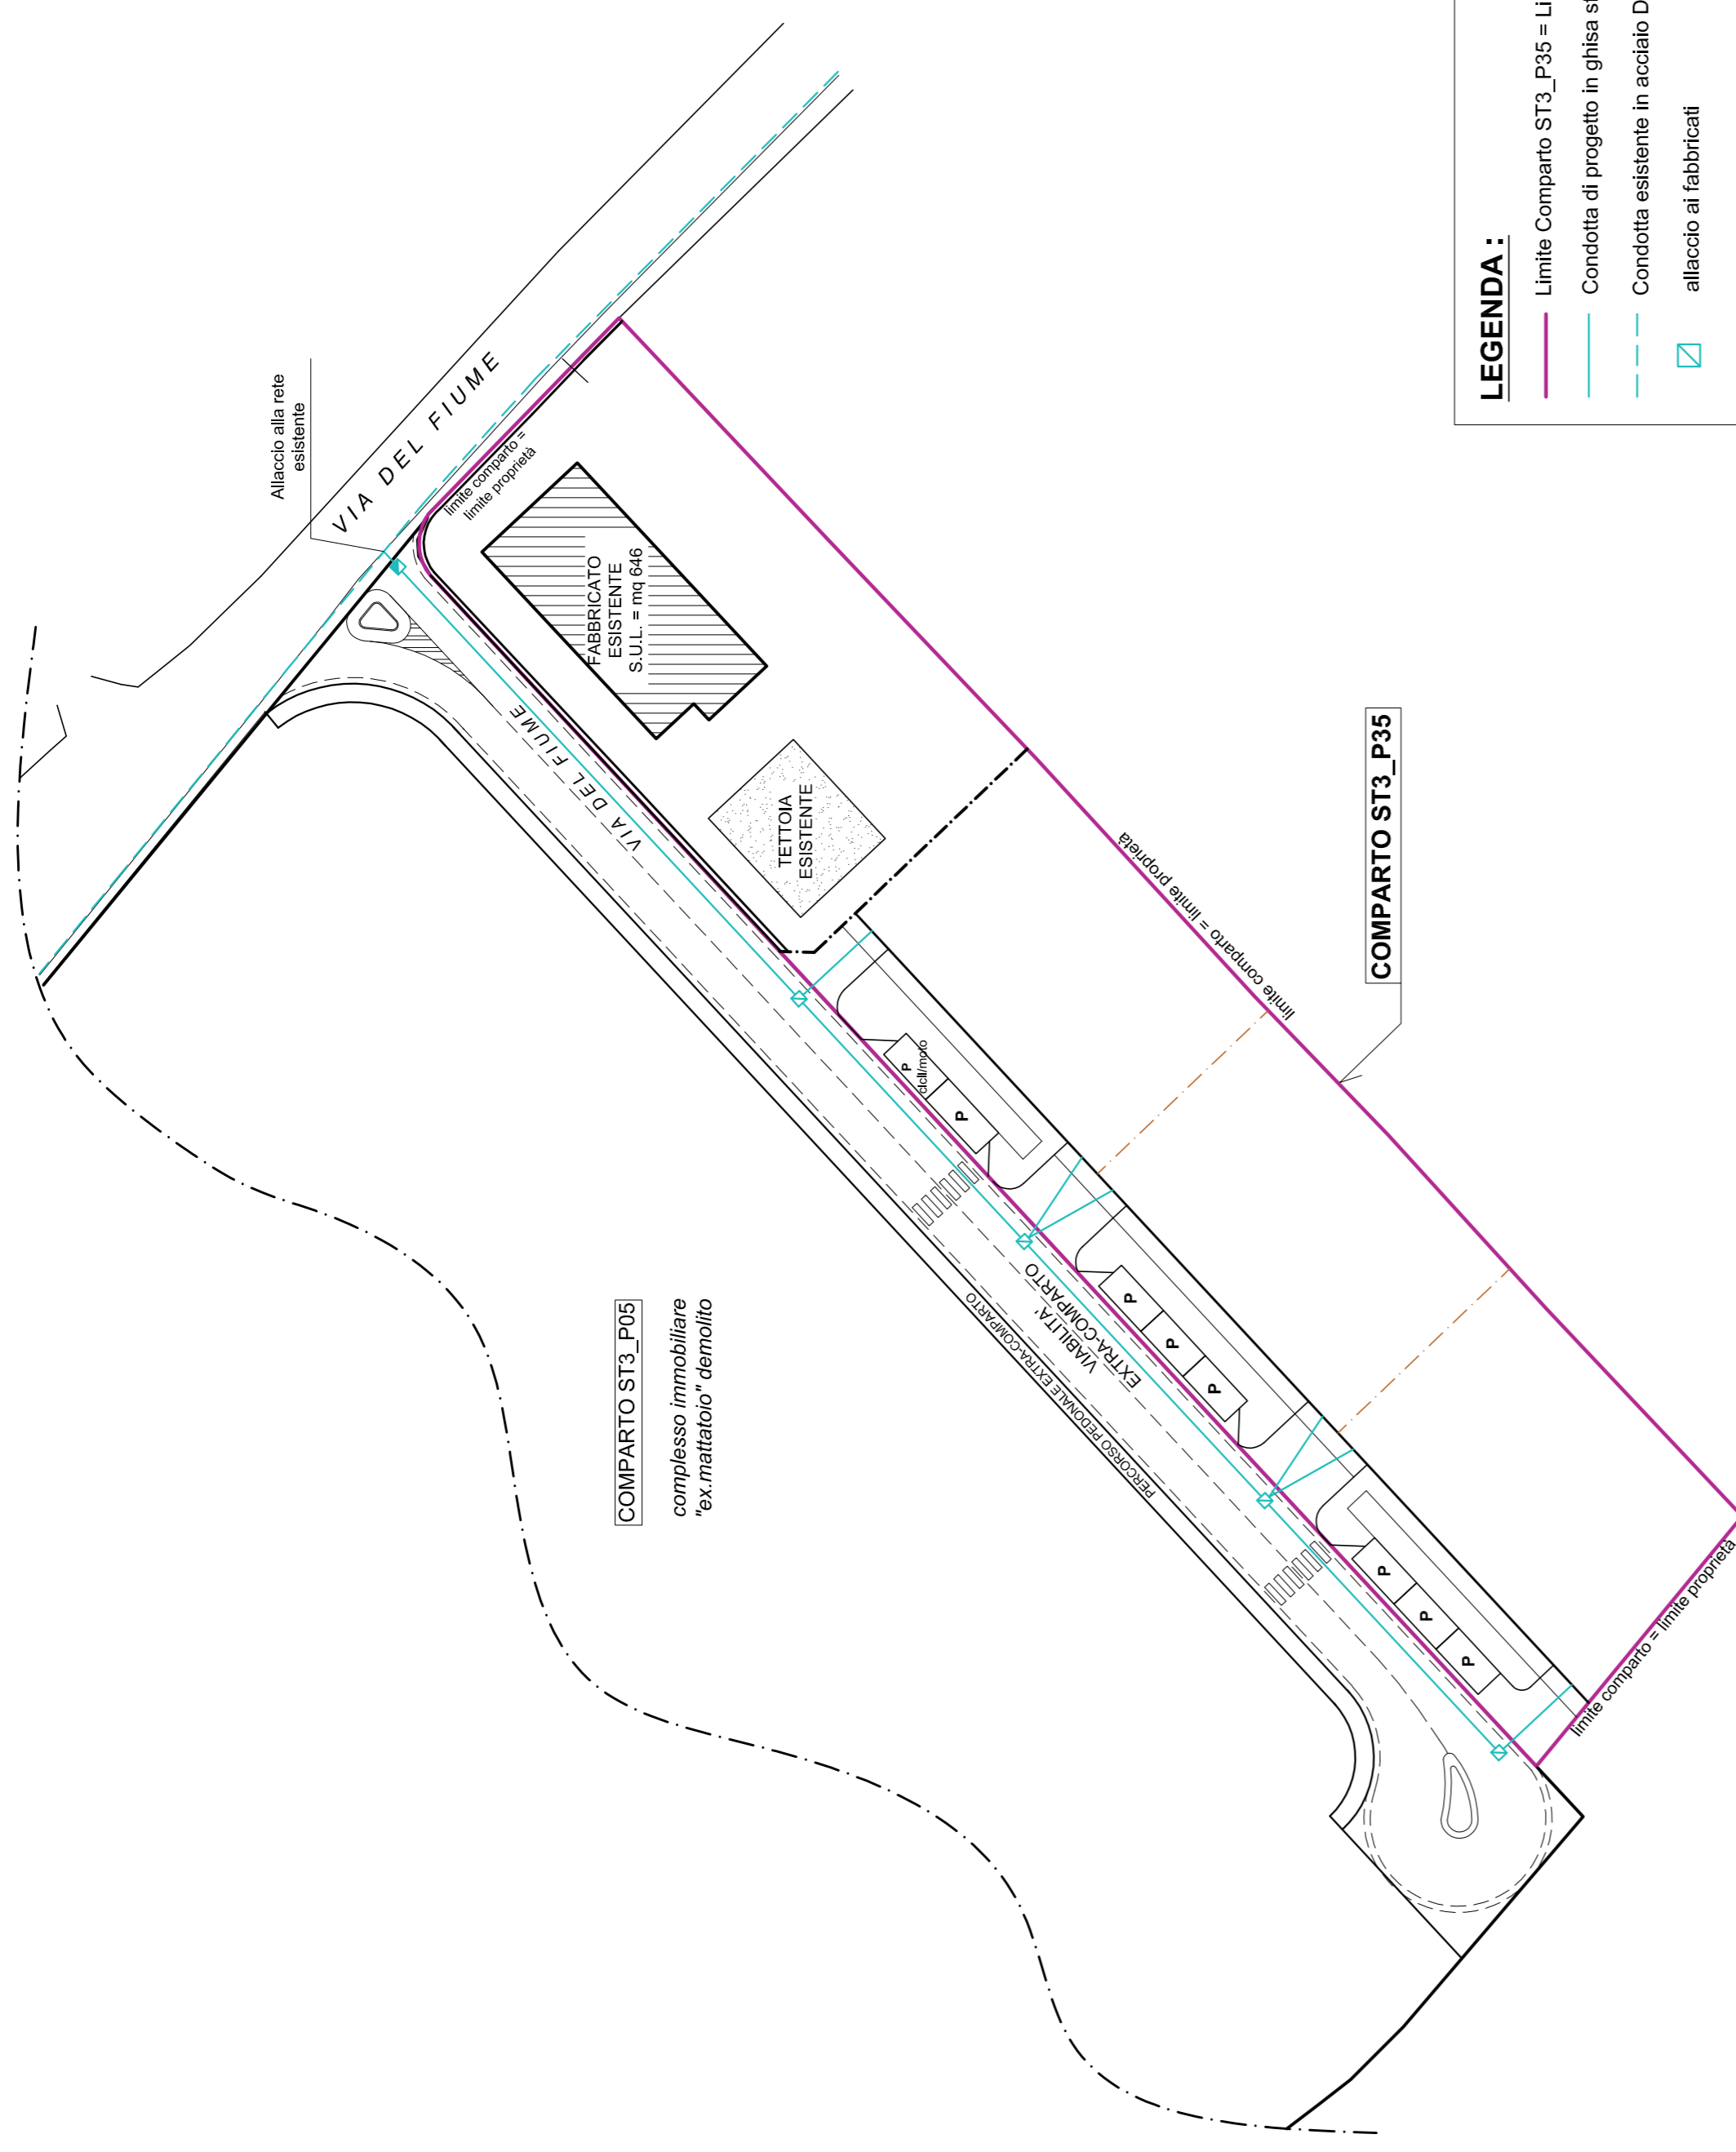 Allaccio alla rete
esistente
VIA DEL FIUME
limite comparto =
limite proprietà
FABBRICATO
ESISTENTE
S.U.L. = mq 646
VIA DEL FIUME
TETTOIA
ESISTENTE
limite proprietà = limite comparto
COMPARTO ST3_P35
P
cicli/moto
P
VIABILITA'
EXTRA-COMPARTO
PERCORSO PEDONALE EXTRA-COMPARTO
P
P
P
P
P
P
limite comparto = limite proprietà
COMPARTO ST3_P05
complesso immobiliare
"ex.mattatoio" demolito
LEGENDA :
Limite Comparto ST3_P35 = Li
Condotta di progetto in ghisa
Condotta esistente in acciaio D
allaccio ai fabbricati